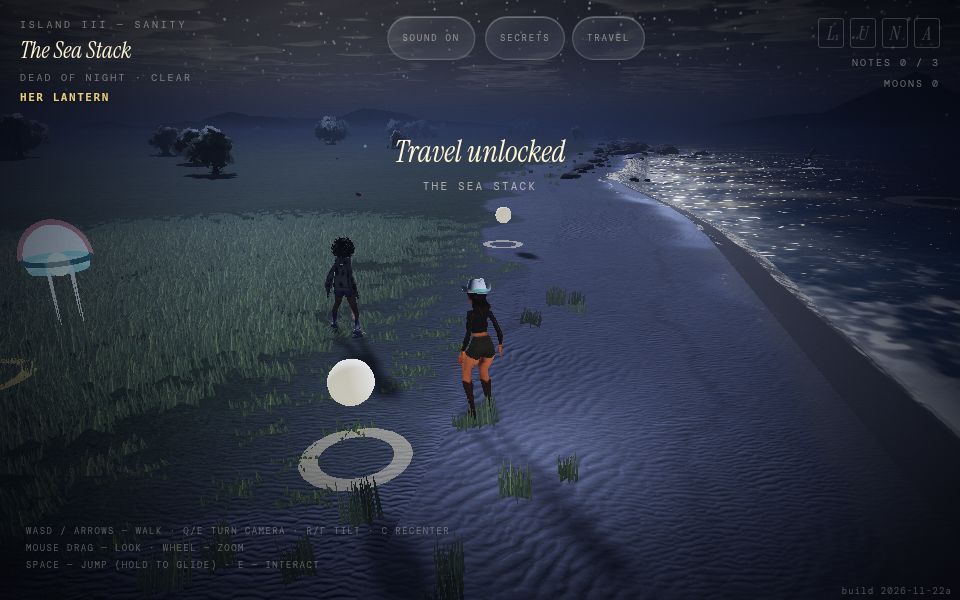 ISLAND III — SANITY
The Sea Stack
DEAD OF NIGHT · CLEAR
HER LANTERN
SOUND ON
SECRETS
TRAVEL
L U N A
NOTES 0 / 3
MOONS 0
Travel unlocked
THE SEA STACK
WASD / ARROWS — WALK · Q/E TURN CAMERA · R/F TILT · C RECENTER
MOUSE DRAG — LOOK · WHEEL — ZOOM
SPACE — JUMP (HOLD TO GLIDE) · E — INTERACT
build 2026-11-22a